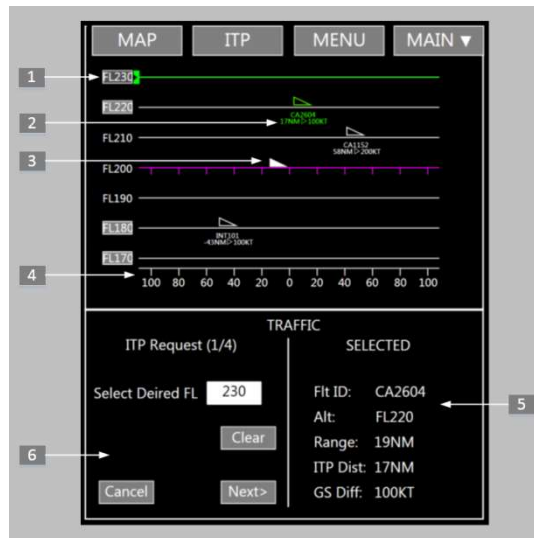 MAP ITP MENU MAIN ▼
1 FL230
FL220
2 CA2604
17NM▷100KT
FL210
CA1152
58NM▷200KT
3 FL200
FL190
FL180
INT101
-43NM▷100KT
FL170
4
100 80 60 40 20 0 20 40 60 80 100
TRAFFIC
ITP Request (1/4)
SELECTED
Select Deired FL 230
Flt ID: CA2604
5
Alt: FL220
Clear
Range: 19NM
6
ITP Dist: 17NM
Cancel Next>
GS Diff: 100KT